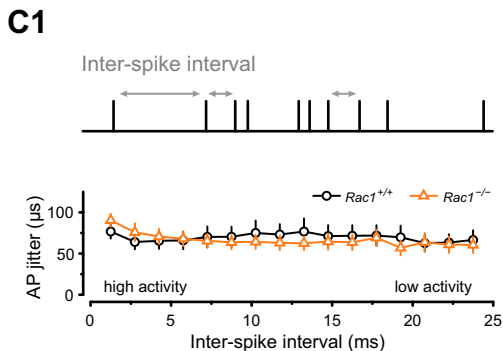 C1
Inter-spike interval
Rac1+/+ Rac1−/−
AP jitter (µs)
100
50
0
high activity low activity
0 5 10 15 20 25
Inter-spike interval (ms)